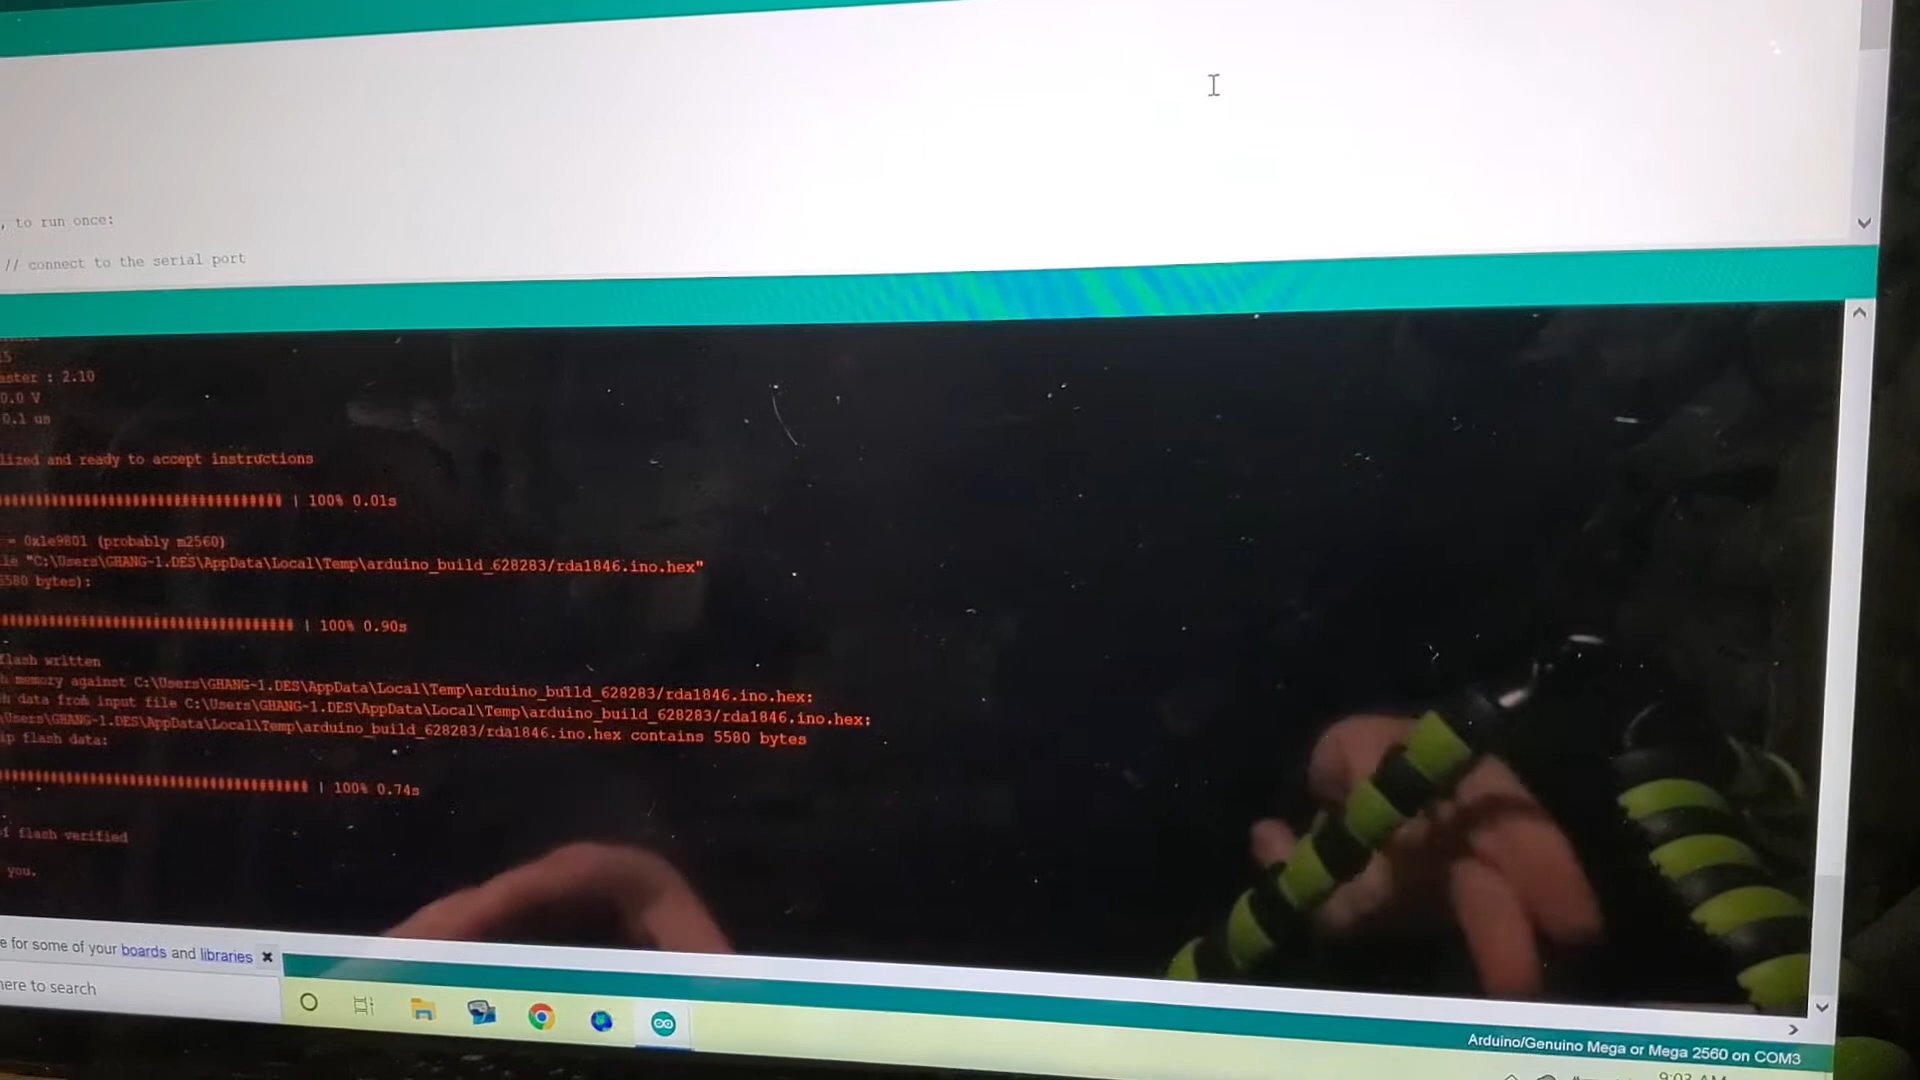 , to run once:
// connect to the serial port
15
aster : 2.10
0.0 V
0.1 us
lized and ready to accept instructions
| 100% 0.01s
= 0x1e9801 (probably m2560)
le "C:\Users\GHANG~1.DES\AppData\Local\Temp\arduino_build_628283/rda1846.ino.hex"
5580 bytes):
| 100% 0.90s
flash written
h memory against C:\Users\GHANG~1.DES\AppData\Local\Temp\arduino_build_628283/rda1846.ino.hex:
h data from input file C:\Users\GHANG~1.DES\AppData\Local\Temp\arduino_build_628283/rda1846.ino.hex:
Users\GHANG~1.DES\AppData\Local\Temp\arduino_build_628283/rda1846.ino.hex contains 5580 bytes
ip flash data:
| 100% 0.74s
f flash verified
you.
e for some of your boards and libraries
here to search
Arduino/Genuino Mega or Mega 2560 on COM3
9:03 AM